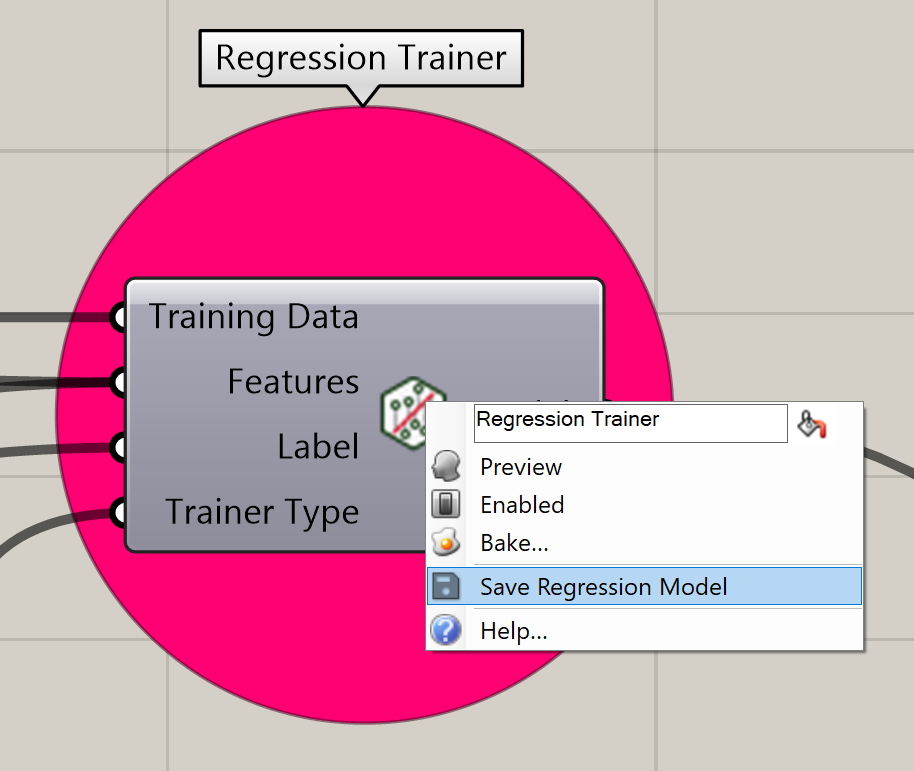 Regression Trainer
Training Data
Features
Label
Trainer Type
Regression Trainer
Preview
Enabled
Bake...
Save Regression Model
Help...